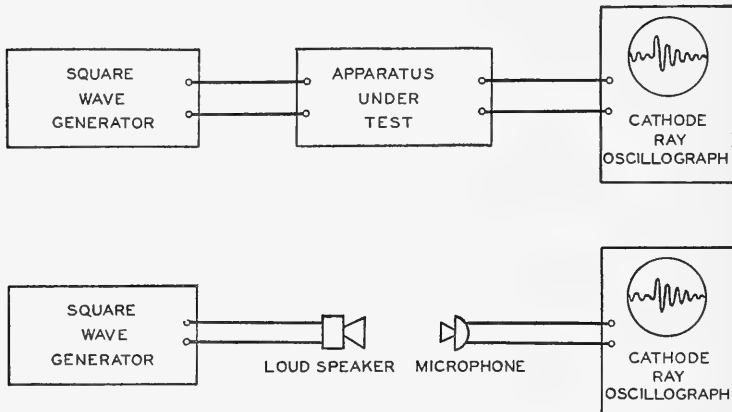 SQUARE
WAVE
GENERATOR
APPARATUS
UNDER
TEST
CATHODE
RAY
OSCILLOGRAPH
SQUARE
WAVE
GENERATOR
LOUD SPEAKER
MICROPHONE
CATHODE
RAY
OSCILLOGRAPH